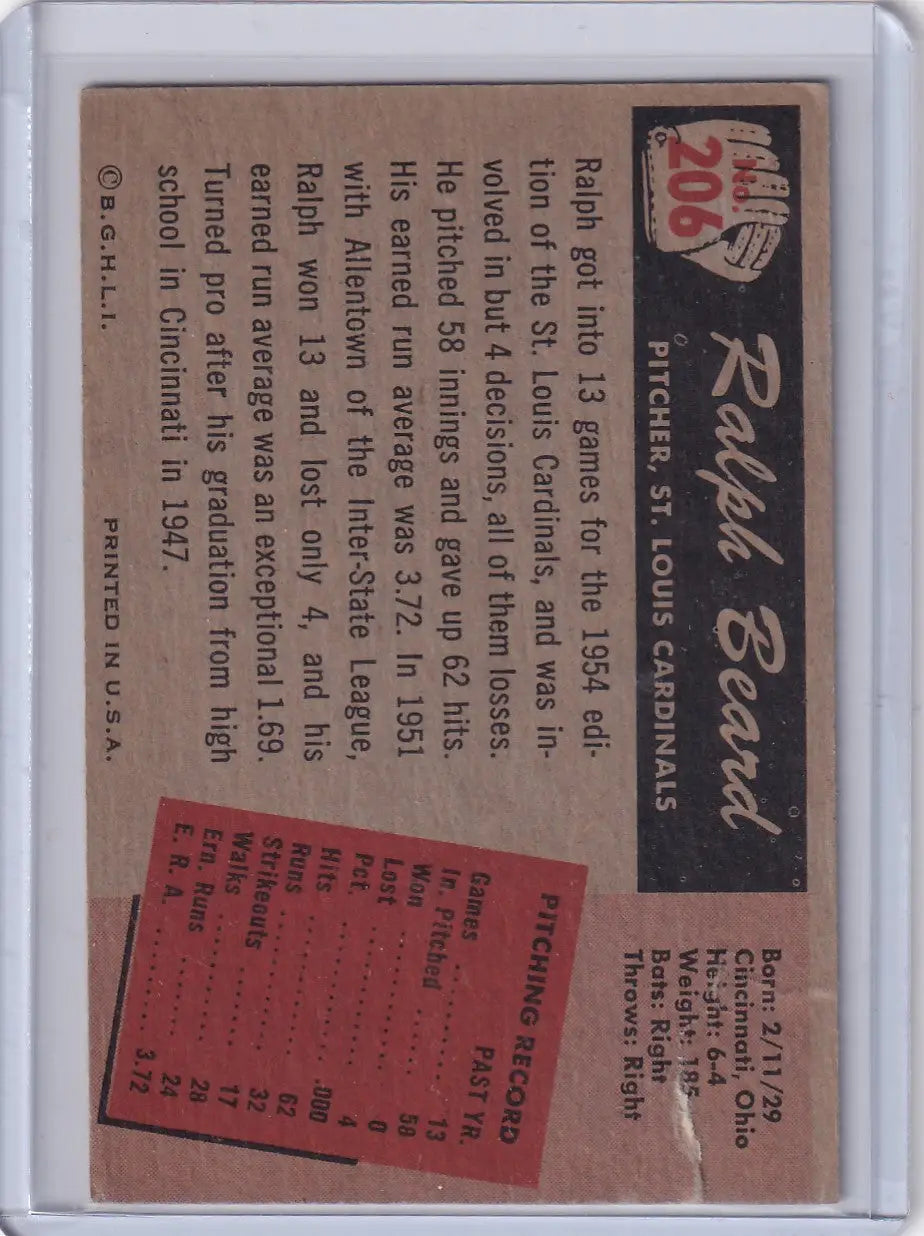 No.
206
Ralph Beard
PITCHER, ST. LOUIS CARDINALS
Born: 2/11/29
Cincinnati, Ohio
Height: 6-4
Weight: 185
Bats: Right
Throws: Right
Ralph got into 13 games for the 1954 edi-
tion of the St. Louis Cardinals, and was in-
volved in but 4 decisions, all of them losses.
He pitched 58 innings and gave up 62 hits.
His earned run average was 3.72. In 1951
with Allentown of the Inter-State League,
Ralph won 13 and lost only 4, and his
earned run average was an exceptional 1.69.
Turned pro after his graduation from high
school in Cincinnati in 1947.
PITCHING RECORD
PAST YR.
Games ......... 13
In. Pitched ..... 58
Won ......... 0
Lost ......... 4
Pct. ......... .000
Hits ......... 62
Runs ......... 32
Strikeouts ..... 17
Walks ......... 28
Ern. Runs ..... 24
E. R. A. ......... 3.72
© B.G.H.L.I.
PRINTED IN U.S.A.